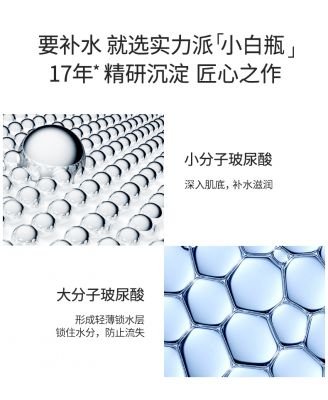 要补水 就选实力派「小白瓶」
17年* 精研沉淀 匠心之作
小分子玻尿酸
深入肌底，补水滋润
大分子玻尿酸
形成轻薄锁水层
锁住水分，防止流失